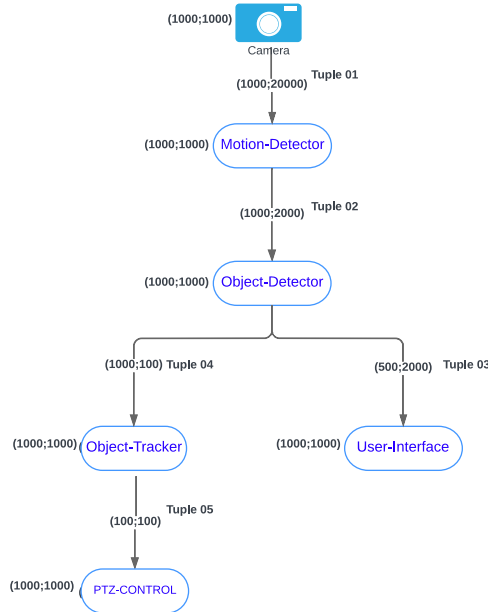 (1000;1000)
Camera
Tuple 01
(1000;20000)
(1000;1000)
Motion-Detector
Tuple 02
(1000;2000)
(1000;1000)
Object-Detector
(1000;100)
Tuple 04
(500;2000)
Tuple 03
(1000;1000)
Object-Tracker
(1000;1000)
User-Interface
Tuple 05
(100;100)
(1000;1000)
PTZ-CONTROL